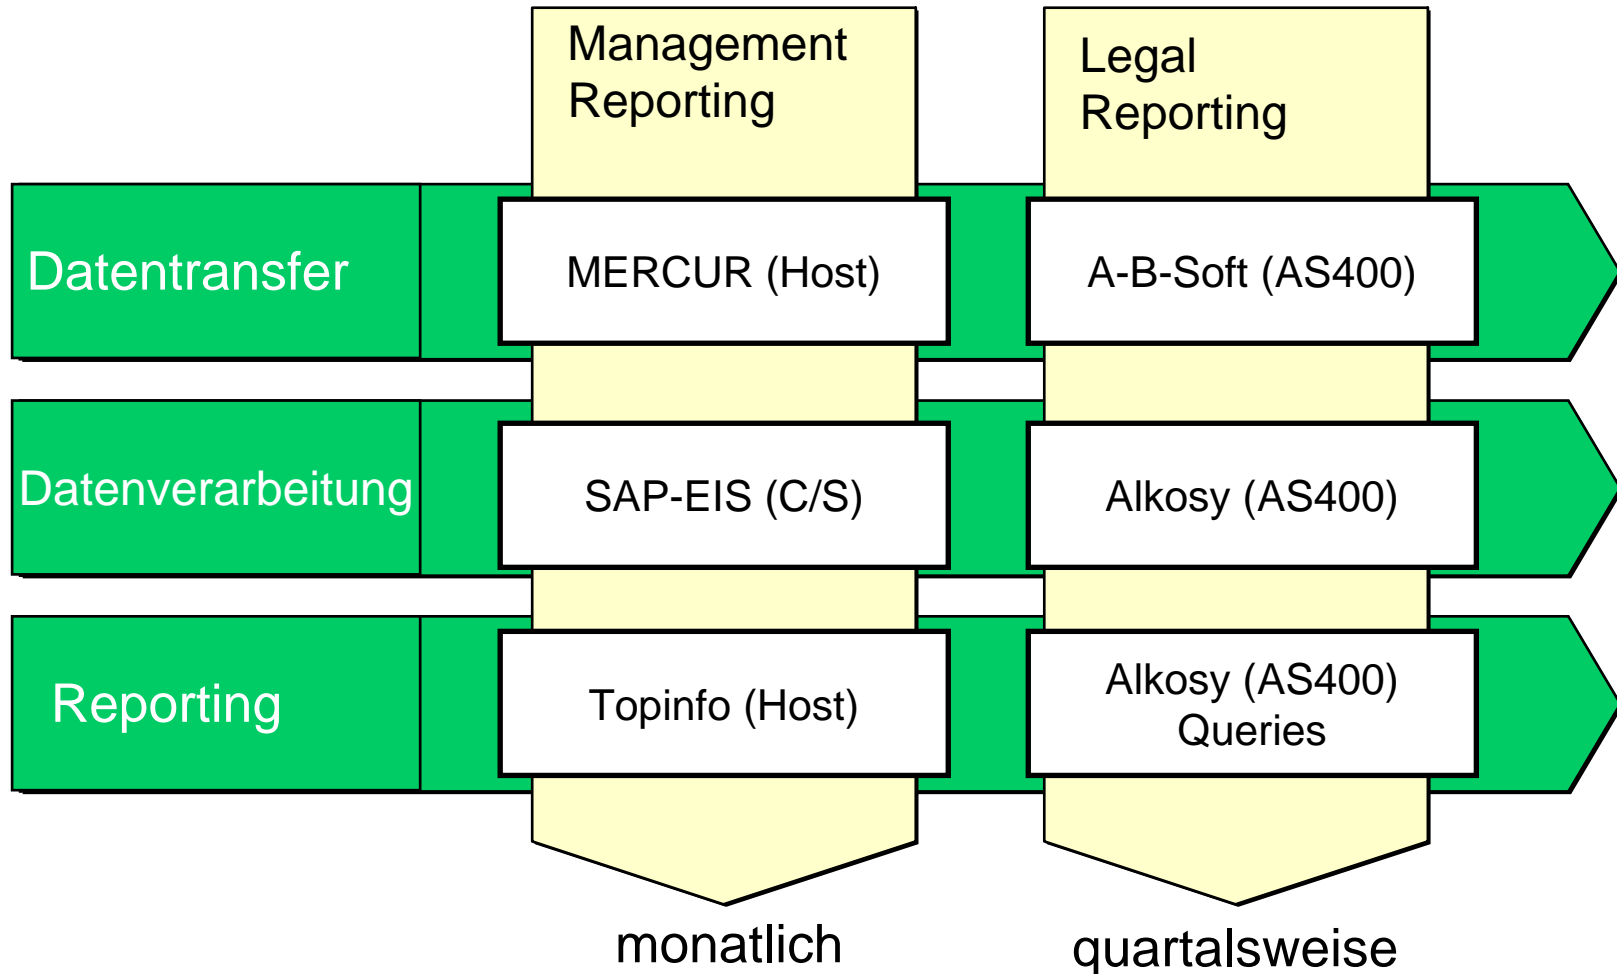 Management
Reporting
Legal
Reporting
Datentransfer
MERCUR (Host)
A-B-Soft (AS400)
Datenverarbeitung
SAP-EIS (C/S)
Alkosy (AS400)
Reporting
Topinfo (Host)
Alkosy (AS400)
Queries
monatlich
quartalsweise